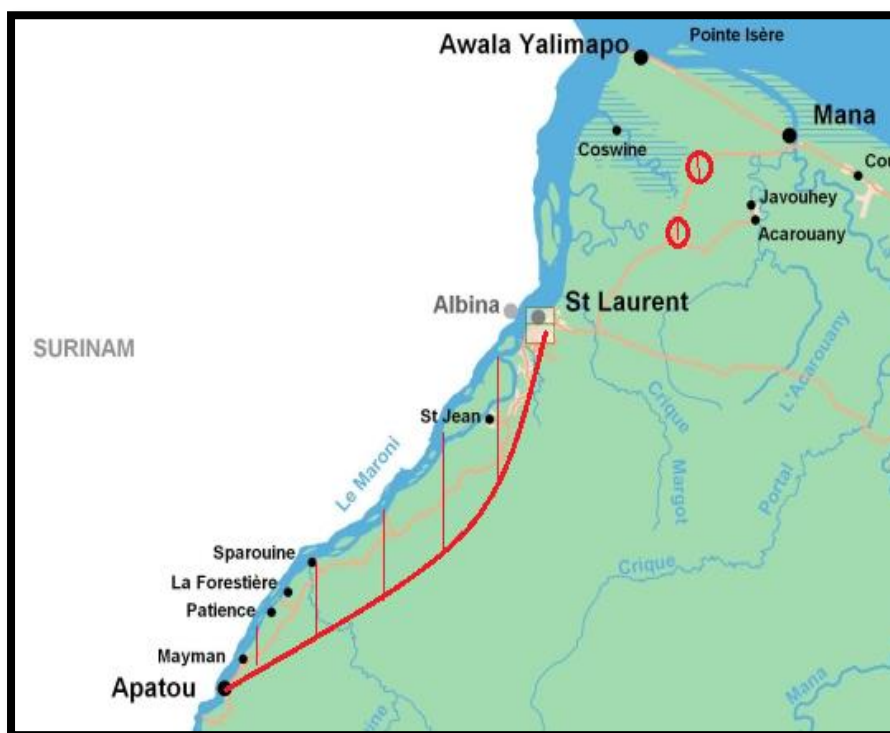 Pointe Isère
Awala Yalimapo
Mana
Coswine
Cou
Javouhey
Acarouany
Albina
St Laurent
SURINAM
L'Acarouany
St Jean
Crique
Margot
Le Maroni
Portal
Sparouine
Crique
La Forestière
Patience
Mayman
Apatou
Mana
ine